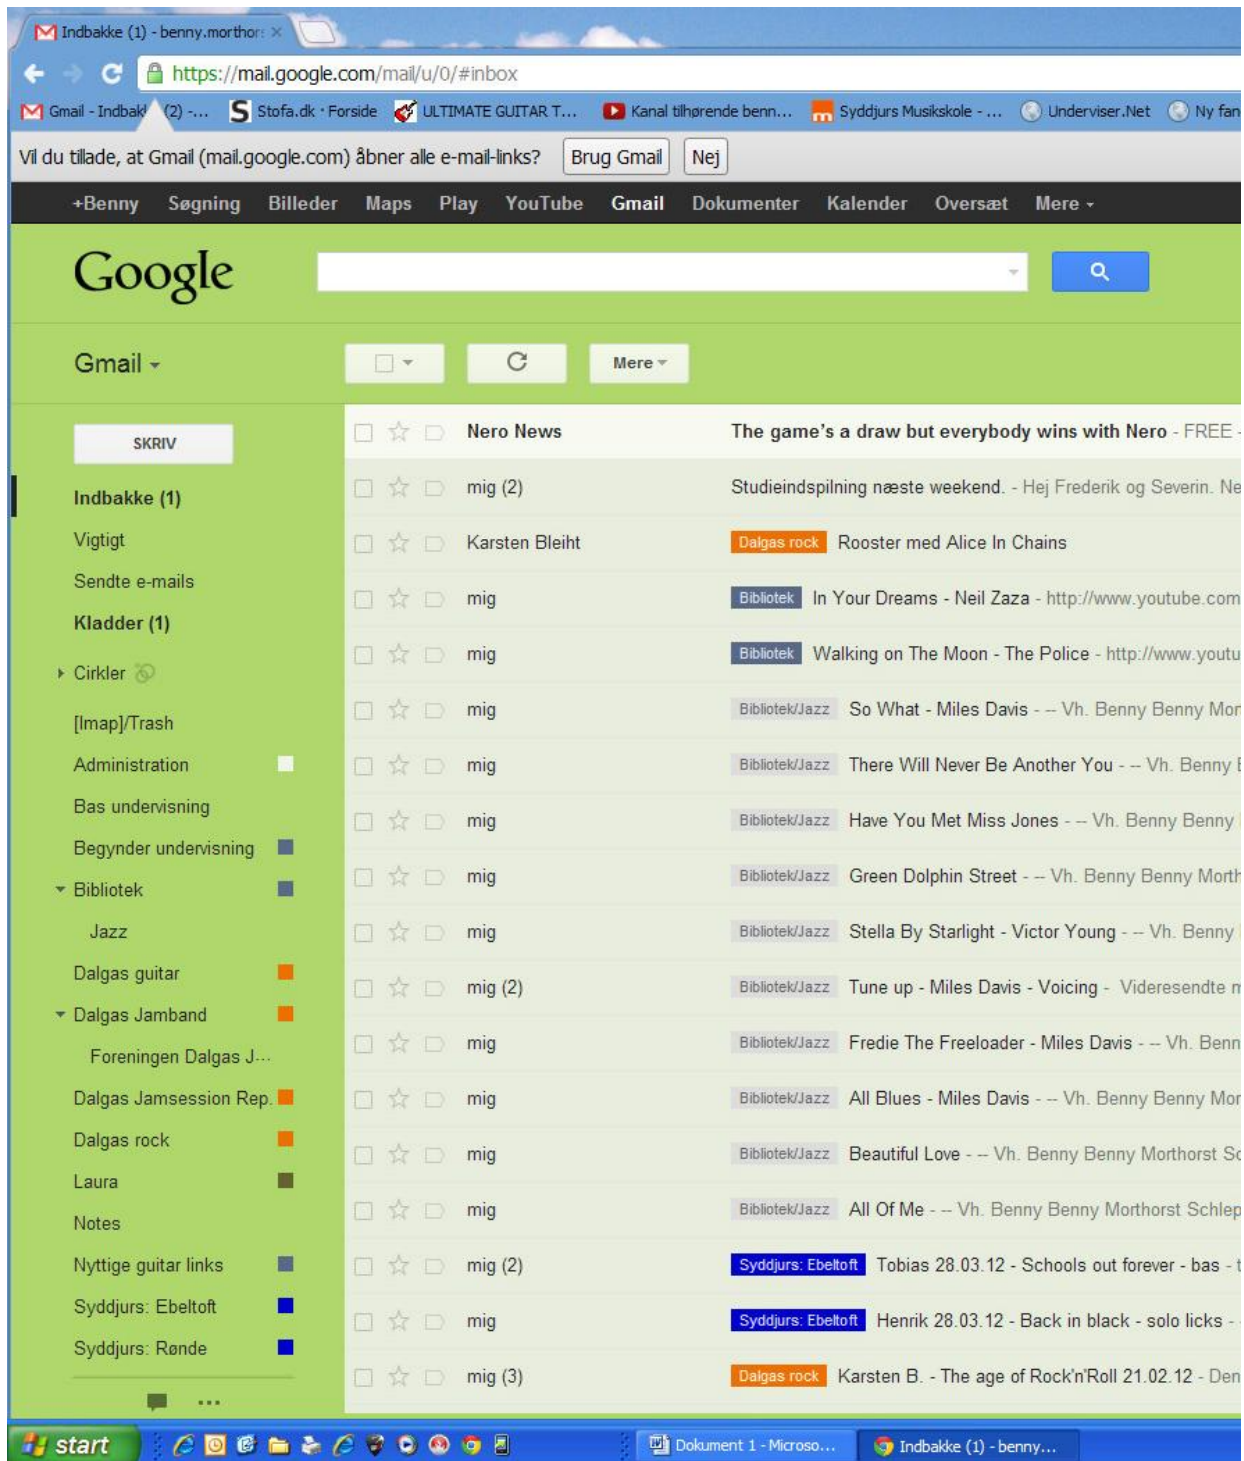 Indbakke (1) - benny.morthor
https://mail.google.com/mail/u/0/#inbox
Gmail - Indbak (2) -... Stofa.dk · Forside ULTIMATE GUITAR T... Kanal tilhørende benn... Syddjurs Musikskole - ... Underviser.Net Ny fan
Vil du tillade, at Gmail (mail.google.com) åbner alle e-mail-links? Brug Gmail Nej
+Benny Søgning Billeder Maps Play YouTube Gmail Dokumenter Kalender Oversæt Mere
Google
Gmail Mere
SKRIV
Indbakke (1)
Vigtigt
Sendte e-mails
Kladder (1)
Cirkler
[Imap]/Trash
Administration
Bas undervisning
Begynder undervisning
Bibliotek
Jazz
Dalgas guitar
Dalgas Jamband
Foreningen Dalgas J...
Dalgas Jamsession Rep.
Dalgas rock
Laura
Notes
Nyttige guitar links
Syddjurs: Ebeltoft
Syddjurs: Rønde
Nero News The game's a draw but everybody wins with Nero - FREE -
mig (2) Studieindspilning næste weekend. - Hej Frederik og Severin. Ne
Karsten Bleiht Dalgas rock Rooster med Alice In Chains
mig Bibliotek In Your Dreams - Neil Zaza - http://www.youtube.com
mig Bibliotek Walking on The Moon - The Police - http://www.youtu
mig Bibliotek/Jazz So What - Miles Davis - -- Vh. Benny Benny Mor
mig Bibliotek/Jazz There Will Never Be Another You - -- Vh. Benny B
mig Bibliotek/Jazz Have You Met Miss Jones - -- Vh. Benny Benny
mig Bibliotek/Jazz Green Dolphin Street - -- Vh. Benny Benny Morth
mig Bibliotek/Jazz Stella By Starlight - Victor Young - -- Vh. Benny
mig (2) Bibliotek/Jazz Tune up - Miles Davis - Voicing - Videresendte m
mig Bibliotek/Jazz Fredie The Freeloader - Miles Davis - -- Vh. Benn
mig Bibliotek/Jazz All Blues - Miles Davis - -- Vh. Benny Benny Mor
mig Bibliotek/Jazz Beautiful Love - -- Vh. Benny Benny Morthorst Sc
mig Bibliotek/Jazz All Of Me - -- Vh. Benny Benny Morthorst Schlep
mig (2) Syddjurs: Ebeltoft Tobias 28.03.12 - Schools out forever - bas - t
mig Syddjurs: Ebeltoft Henrik 28.03.12 - Back in black - solo licks - -
mig (3) Dalgas rock Karsten B. - The age of Rock'n'Roll 21.02.12 - Den
start Dokument 1 - Microso... Indbakke (1) - benny...